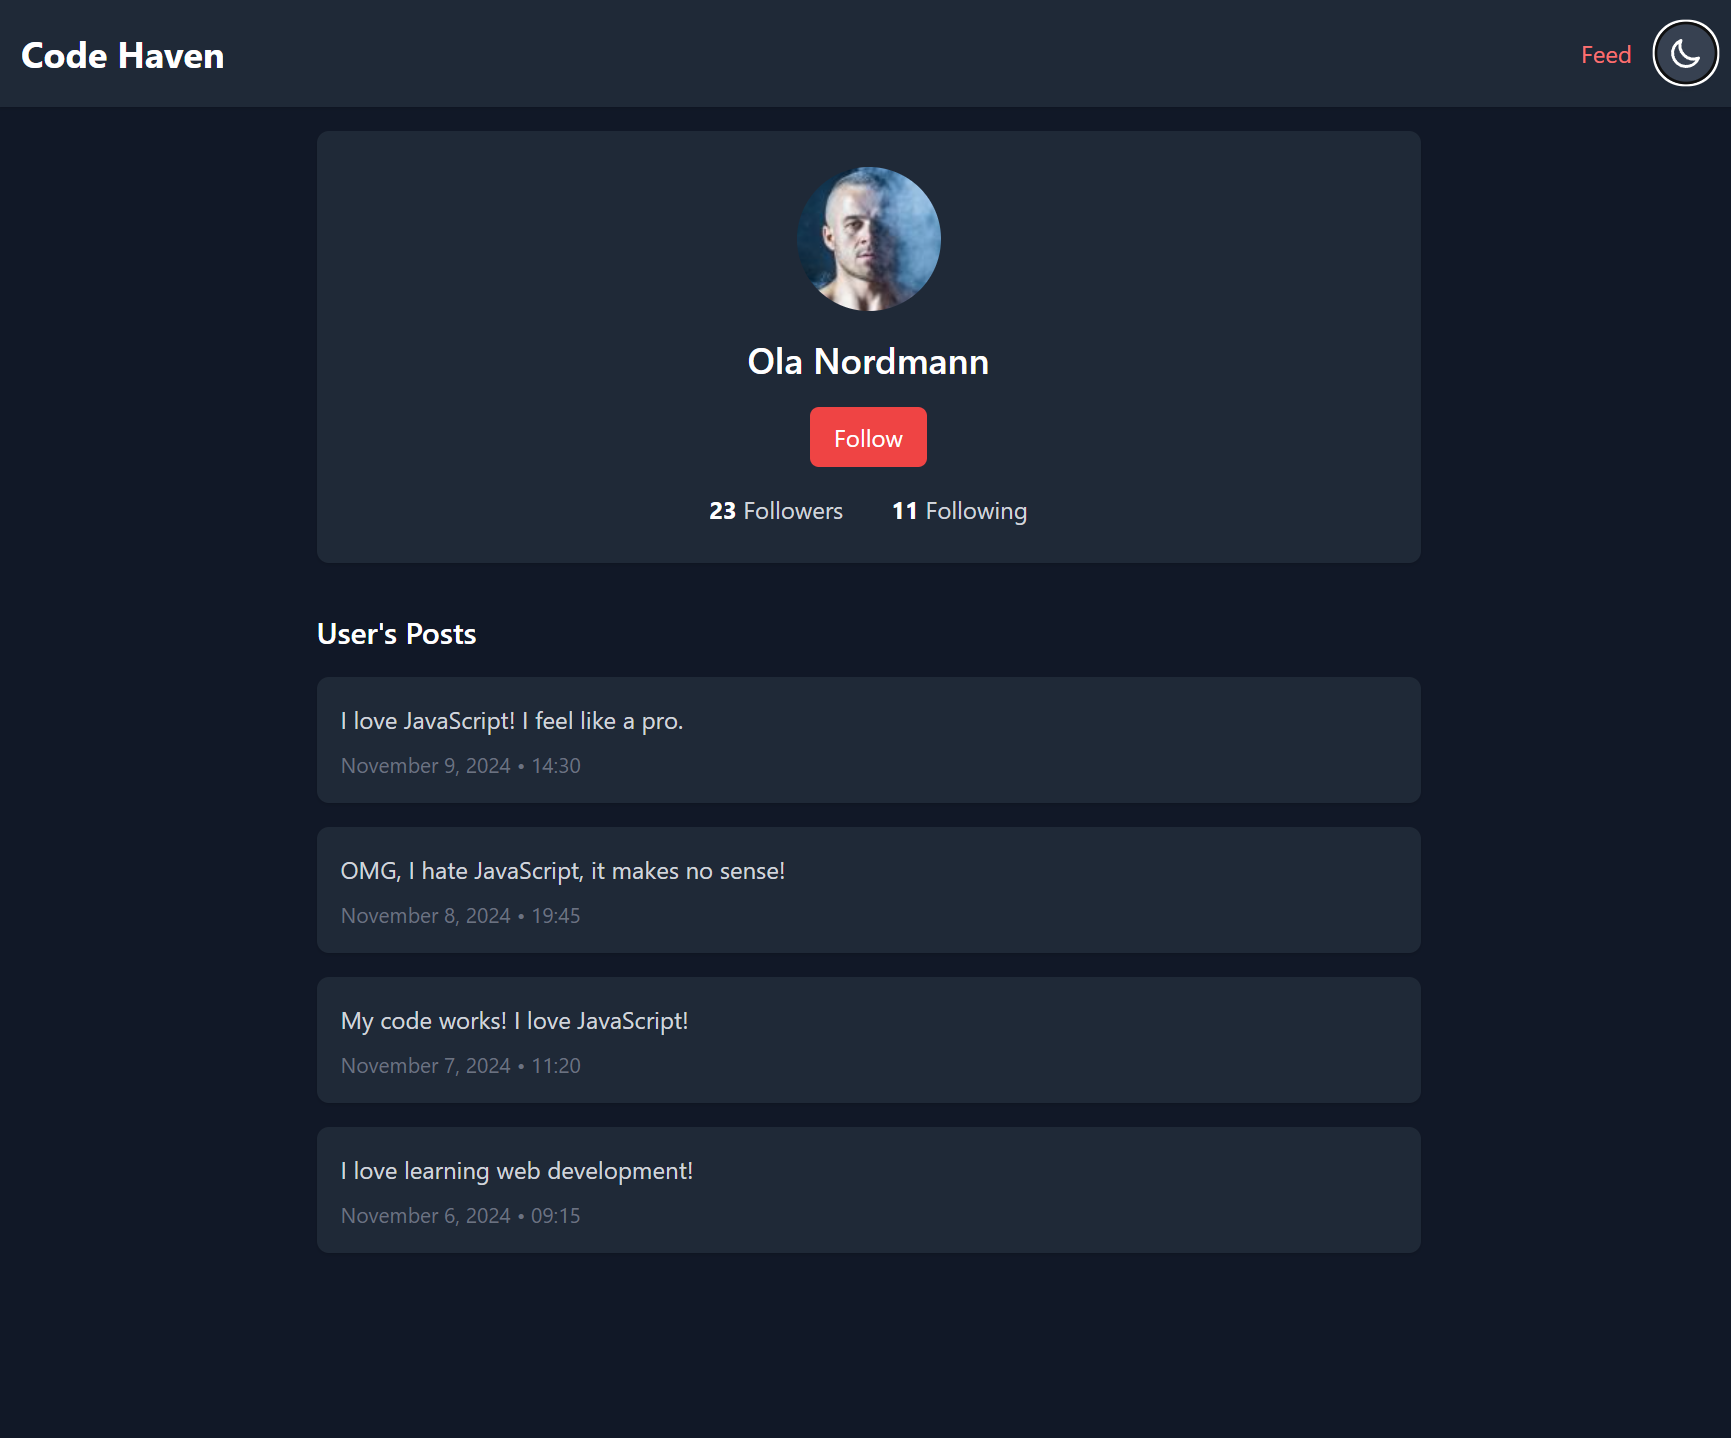 Code Haven
Feed
Ola Nordmann
Follow
23 Followers 11 Following
User's Posts
I love JavaScript! I feel like a pro.
November 9, 2024 • 14:30
OMG, I hate JavaScript, it makes no sense!
November 8, 2024 • 19:45
My code works! I love JavaScript!
November 7, 2024 • 11:20
I love learning web development!
November 6, 2024 • 09:15